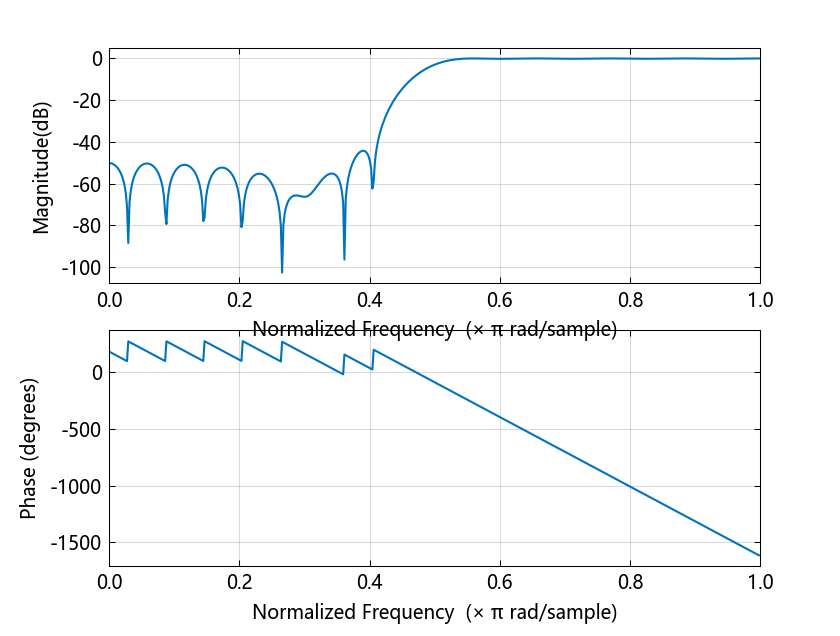 Magnitude(dB)
0
-20
-40
-60
-80
-100
0.0 0.2 0.4 0.6 0.8 1.0
Normalized Frequency (× π rad/sample)
Phase (degrees)
0
-500
-1000
-1500
0.0 0.2 0.4 0.6 0.8 1.0
Normalized Frequency (× π rad/sample)